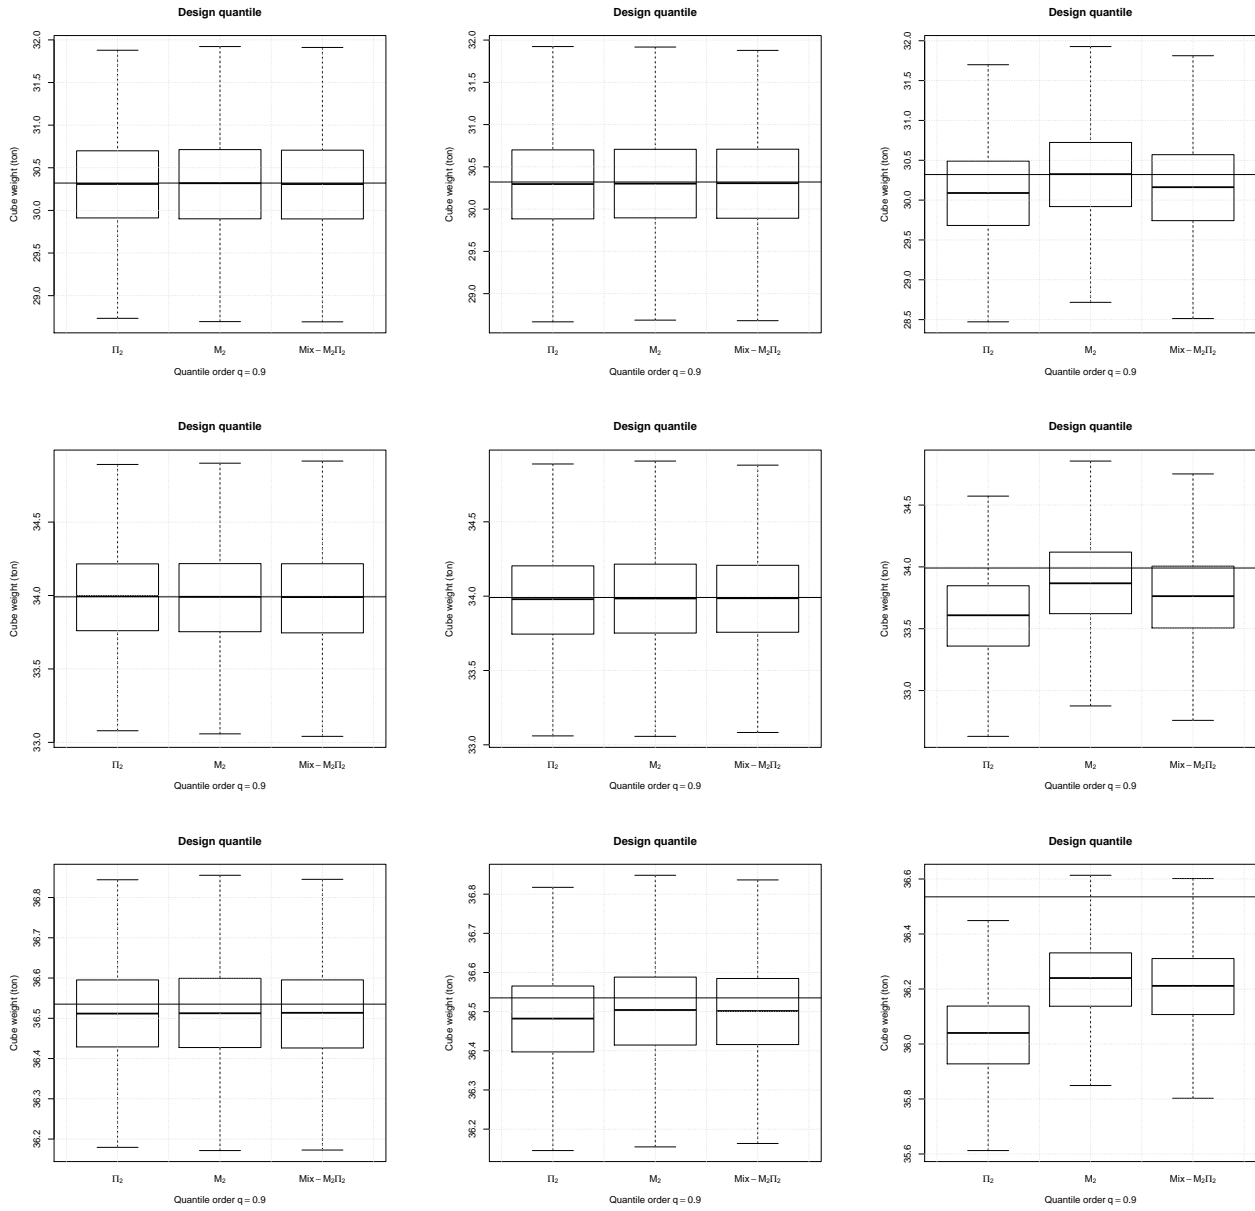 Design quantile
Cube weight (ton)
32.0
31.5
31.0
30.5
30.0
29.5
29.0
Π₂
M₂
Mix − M₂Π₂
Quantile order q = 0.9
Design quantile
Cube weight (ton)
32.0
31.5
31.0
30.5
30.0
29.5
29.0
Π₂
M₂
Mix − M₂Π₂
Quantile order q = 0.9
Design quantile
Cube weight (ton)
32.0
31.5
31.0
30.5
30.0
29.5
29.0
28.5
Π₂
M₂
Mix − M₂Π₂
Quantile order q = 0.9
Design quantile
Cube weight (ton)
34.5
34.0
33.5
33.0
Π₂
M₂
Mix − M₂Π₂
Quantile order q = 0.9
Design quantile
Cube weight (ton)
34.5
34.0
33.5
33.0
Π₂
M₂
Mix − M₂Π₂
Quantile order q = 0.9
Design quantile
Cube weight (ton)
34.5
34.0
33.5
33.0
Π₂
M₂
Mix − M₂Π₂
Quantile order q = 0.9
Design quantile
Cube weight (ton)
36.8
36.7
36.6
36.5
36.4
36.3
36.2
Π₂
M₂
Mix − M₂Π₂
Quantile order q = 0.9
Design quantile
Cube weight (ton)
36.8
36.7
36.6
36.5
36.4
36.3
36.2
Π₂
M₂
Mix − M₂Π₂
Quantile order q = 0.9
Design quantile
Cube weight (ton)
36.6
36.4
36.2
36.0
35.8
35.6
Π₂
M₂
Mix − M₂Π₂
Quantile order q = 0.9